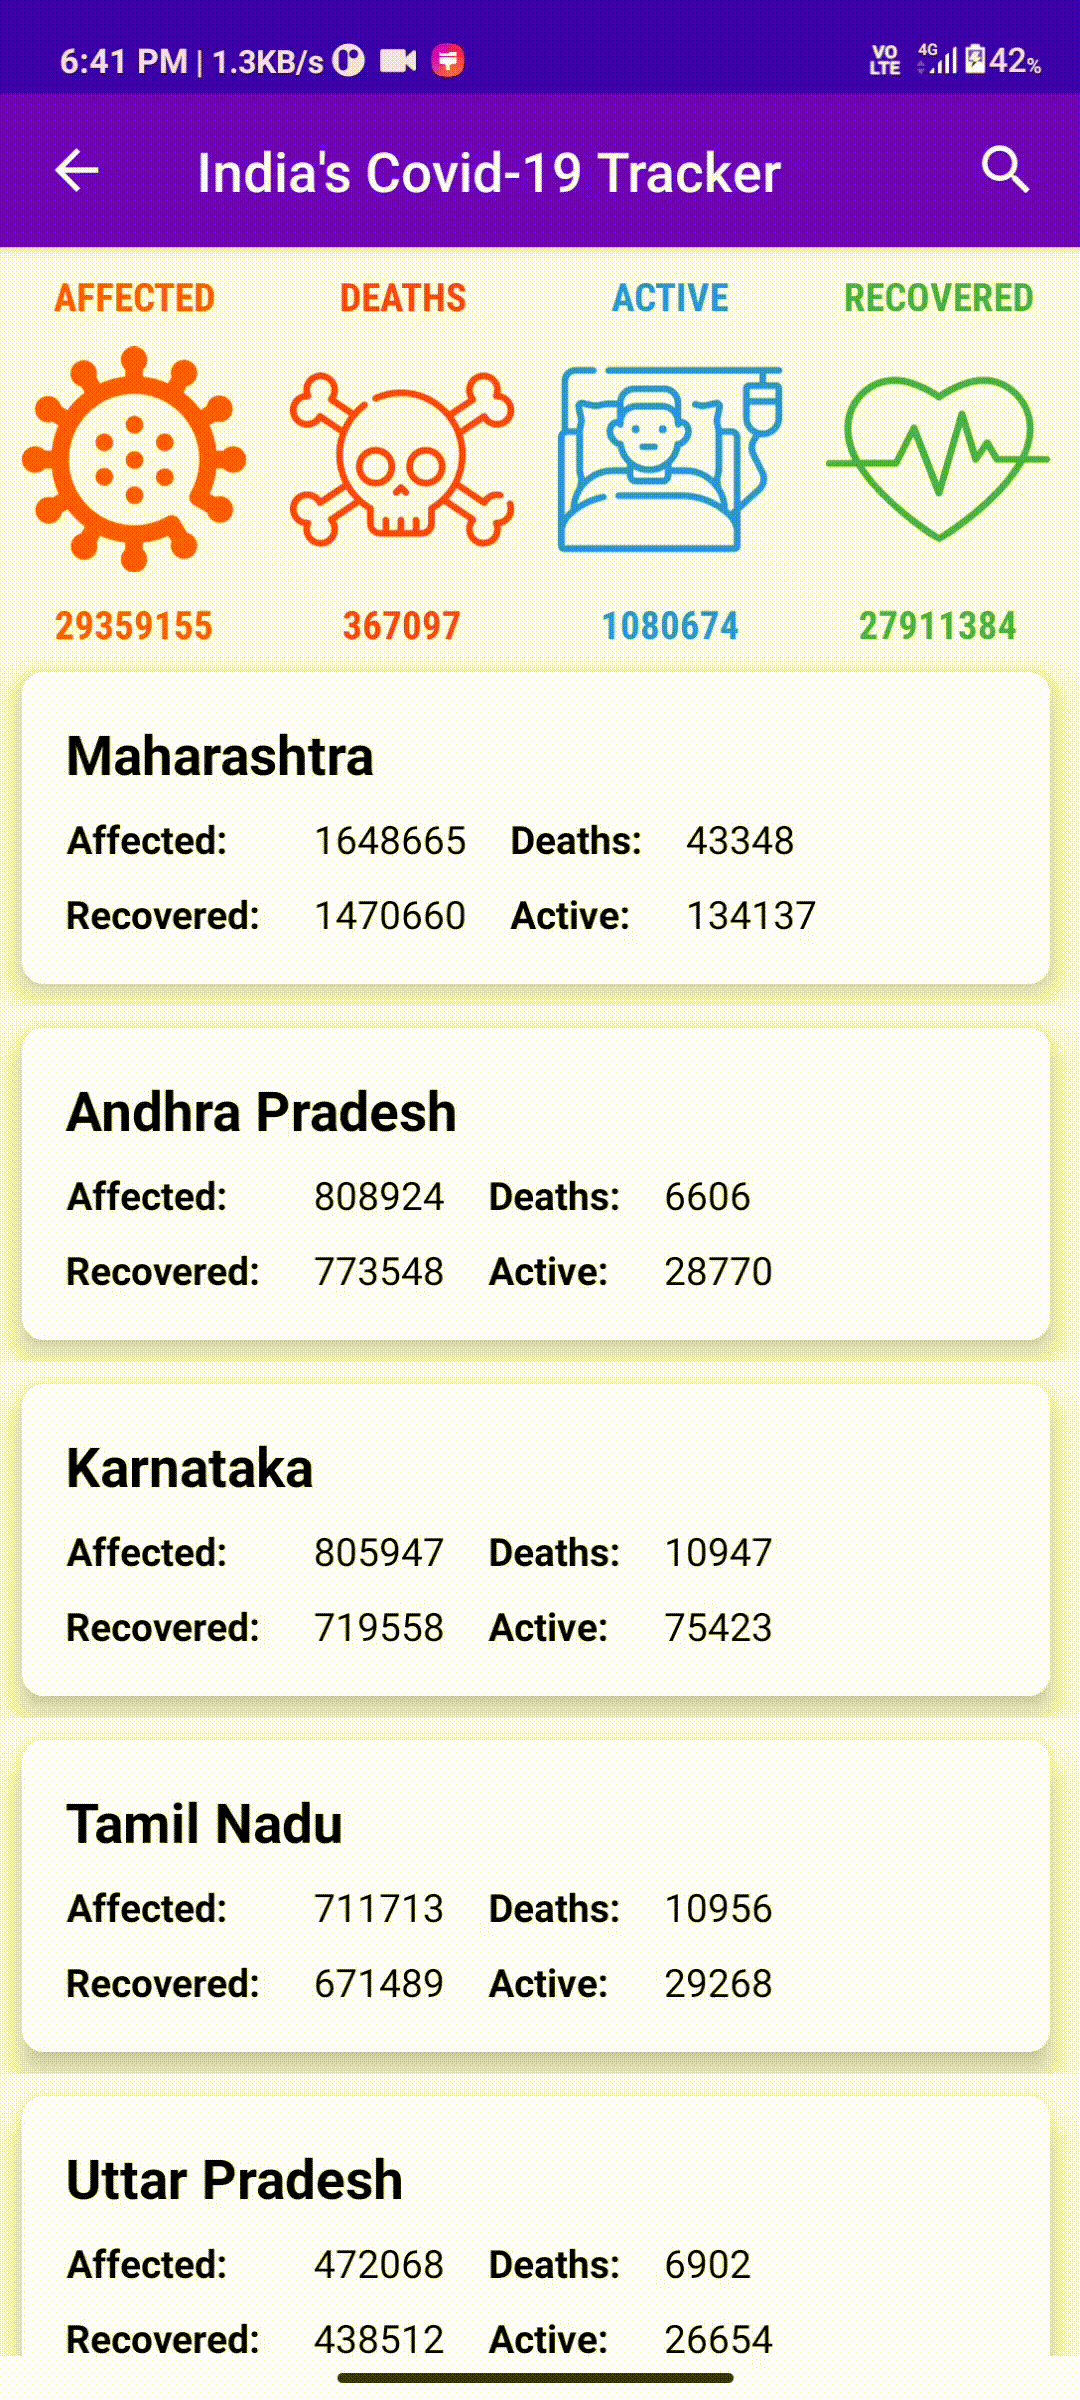 6:41 PM | 1.3KB/s VO LTE 4G 42%
India's Covid-19 Tracker
AFFECTED DEATHS ACTIVE RECOVERED
29359155 367097 1080674 27911384
Maharashtra
Affected: 1648665 Deaths: 43348
Recovered: 1470660 Active: 134137
Andhra Pradesh
Affected: 808924 Deaths: 6606
Recovered: 773548 Active: 28770
Karnataka
Affected: 805947 Deaths: 10947
Recovered: 719558 Active: 75423
Tamil Nadu
Affected: 711713 Deaths: 10956
Recovered: 671489 Active: 29268
Uttar Pradesh
Affected: 472068 Deaths: 6902
Recovered: 438512 Active: 26654